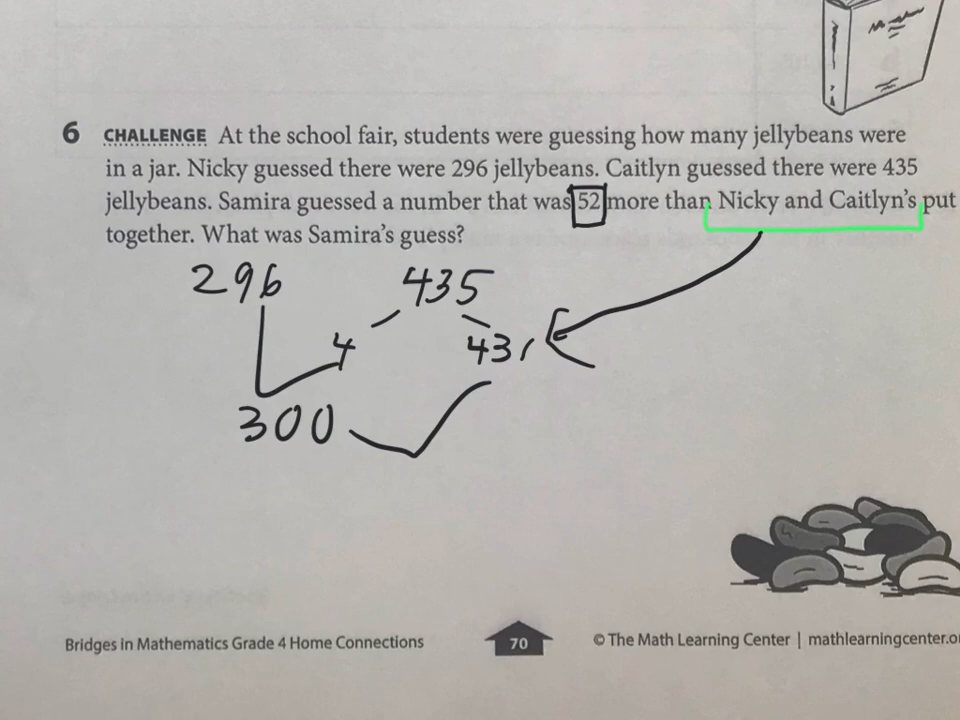 6 CHALLENGE At the school fair, students were guessing how many jellybeans were
in a jar. Nicky guessed there were 296 jellybeans. Caitlyn guessed there were 435
jellybeans. Samira guessed a number that was 52 more than Nicky and Caitlyn's put
together. What was Samira's guess?
296 435
4 431
300
Bridges in Mathematics Grade 4 Home Connections 70 © The Math Learning Center | mathlearningcenter.o